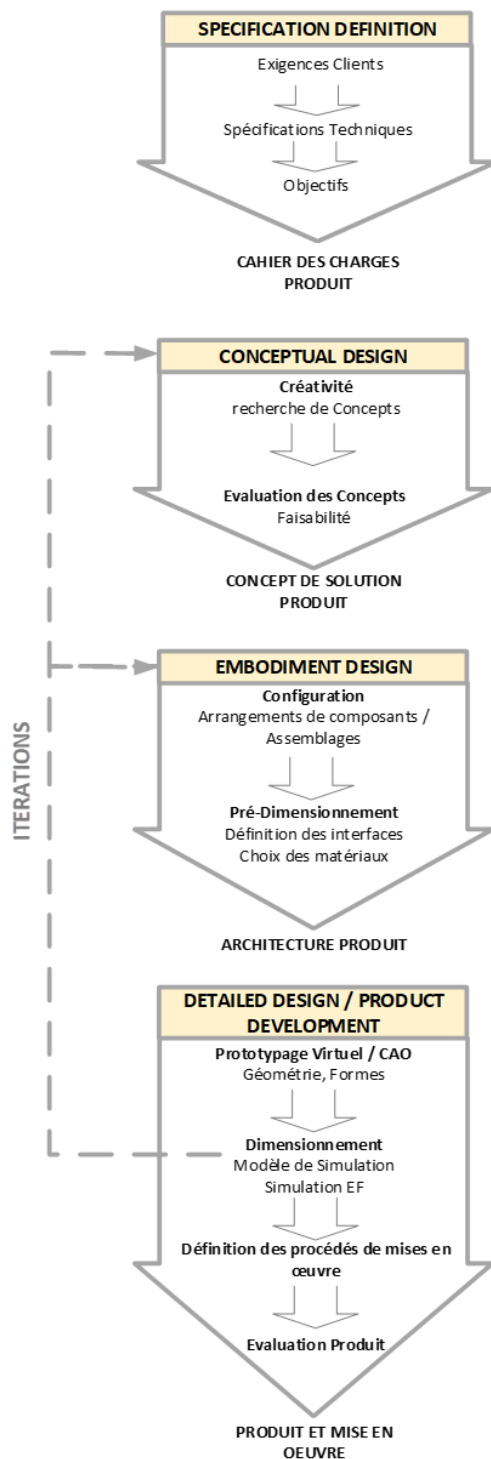 SPECIFICATION DEFINITION
Exigences Clients
Spécifications Techniques
Objectifs
CAHIER DES CHARGES
PRODUIT
CONCEPTUAL DESIGN
Créativité
recherche de Concepts
Evaluation des Concepts
Faisabilité
CONCEPT DE SOLUTION
PRODUIT
EMBODIMENT DESIGN
Configuration
Arrangements de composants /
Assemblages
Pré-Dimensionnement
Définition des interfaces
Choix des matériaux
ARCHITECTURE PRODUIT
ITERATIONS
DETAILED DESIGN / PRODUCT
DEVELOPMENT
Prototypage Virtuel / CAO
Géométrie, Formes
Dimensionnement
Modèle de Simulation
Simulation EF
Définition des procédés de mises en
œuvre
Evaluation Produit
PRODUIT ET MISE EN
OEUVRE